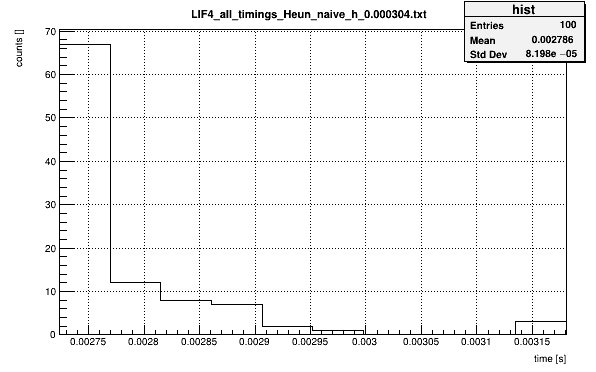 LIF4_all_timings_Heun_naive_h_0.000304.txt
hist
Entries 100
Mean 0.002786
Std Dev 8.198e −05
counts []
70
60
50
40
30
20
10
0
0.00275 0.0028 0.00285 0.0029 0.00295 0.003 0.00305 0.0031 0.00315
time [s]